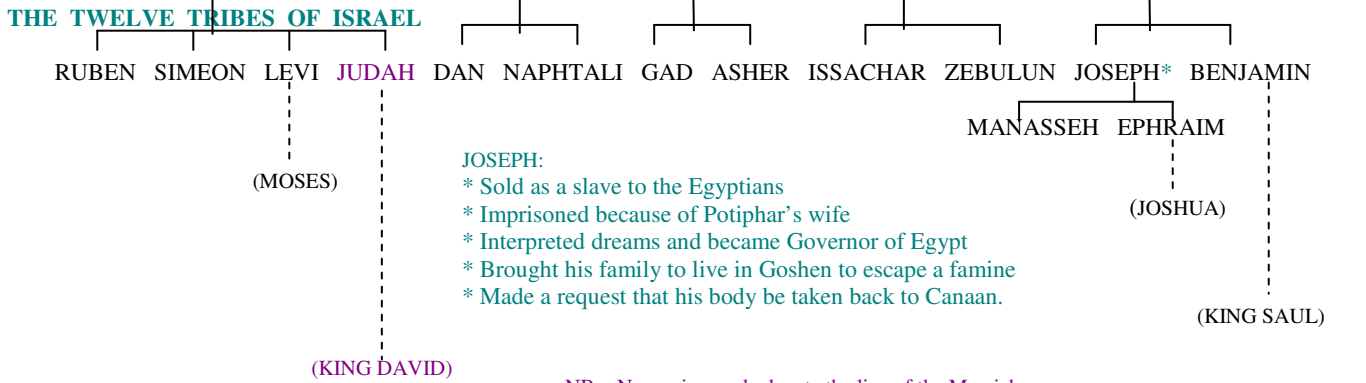 THE TWELVE TRIBES OF ISRAEL
RUBEN SIMEON LEVI JUDAH DAN NAPHTALI GAD ASHER ISSACHAR ZEBULUN JOSEPH* BENJAMIN
MANASSEH EPHRAIM
JOSEPH:
(MOSES)
* Sold as a slave to the Egyptians
* Imprisoned because of Potiphar’s wife
(JOSHUA)
* Interpreted dreams and became Governor of Egypt
* Brought his family to live in Goshen to escape a famine
* Made a request that his body be taken back to Canaan.
(KING SAUL)
(KING DAVID)